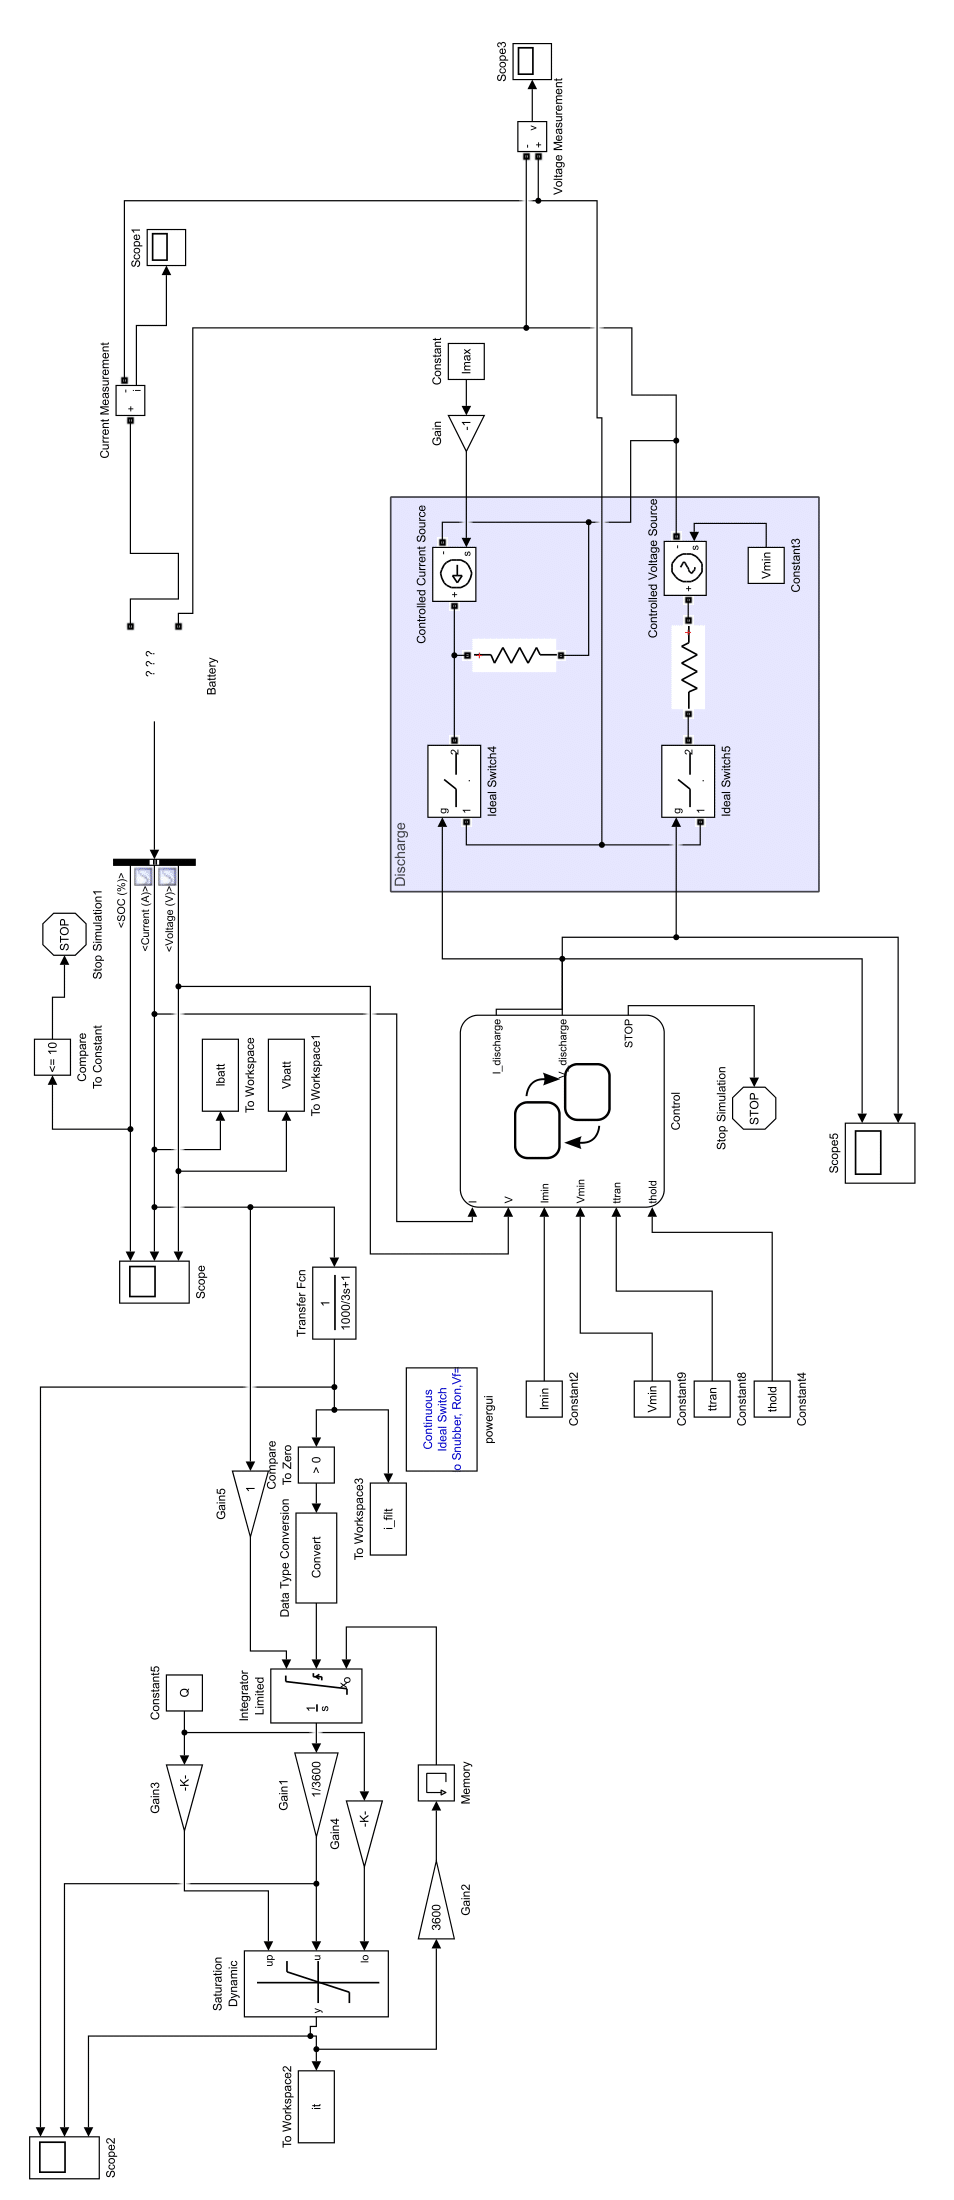 Scope3
v
-
+
Voltage Measurement
Scope1
Current Measurement
+
-
i
Constant
Imax
Gain
-1
? ? ?
Battery
Discharge
Controlled Current Source
-
s
+
+
Ideal Switch4
g
1
2
Controlled Voltage Source
-
s
+
+
Vmin
Constant3
Ideal Switch5
g
1
2
<SOC (%)>
<Current (A)>
<Voltage (V)>
STOP
Stop Simulation1
<= 10
Compare
To Constant
Ibatt
To Workspace
Vbatt
To Workspace1
Scope
I
V
Imin
Vmin
ttran
thold
I_discharge
V_discharge
STOP
Control
Stop Simulation
STOP
Scope5
Imin
Constant2
Vmin
Constant9
ttran
Constant8
thold
Constant4
Transfer Fcn
1
1000/3s+1
Continuous
Ideal Switch
o Snubber, Ron,Vf=
powergui
Gain5
1
Compare
To Zero
> 0
Data Type Conversion
Convert
To Workspace3
i_filt
Integrator
Limited
1
s
xo
Constant5
Q
Gain3
-K-
Gain1
1/3600
Gain4
-K-
Memory
Gain2
3600
Saturation
Dynamic
up
u
lo
y
To Workspace2
it
Scope2